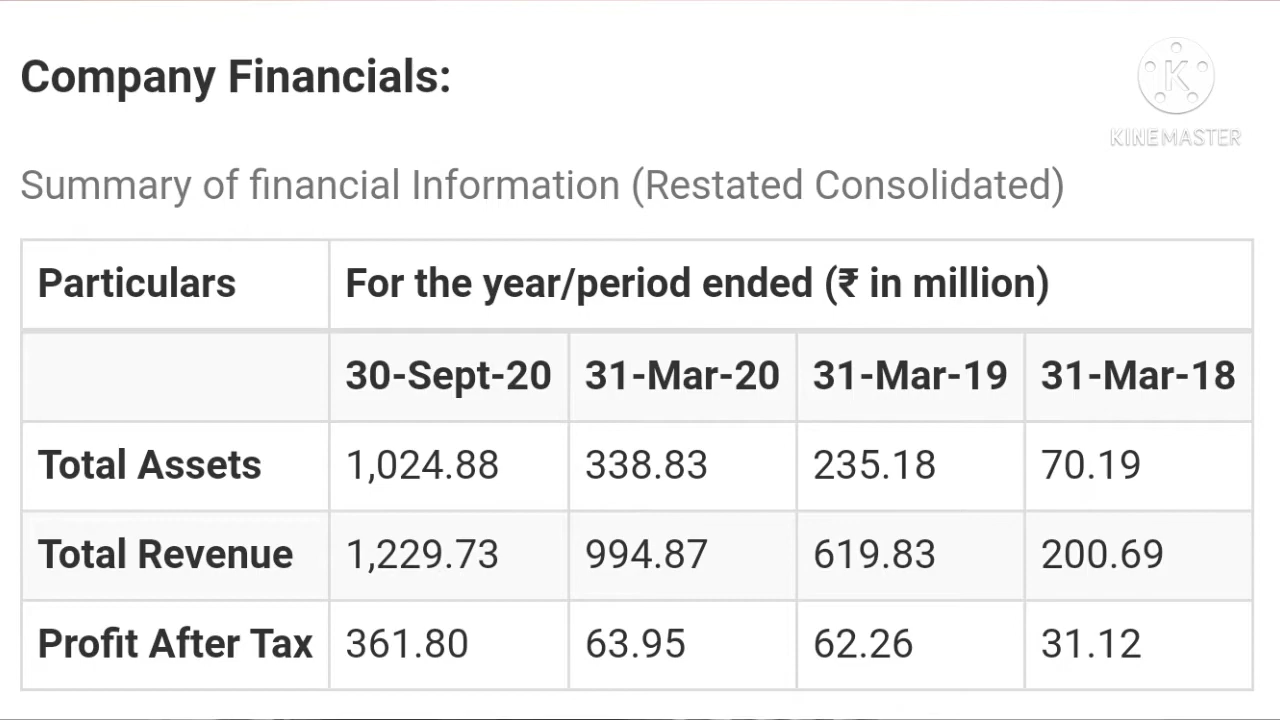 Company Financials:
K
KINEMASTER
Summary of financial Information (Restated Consolidated)
Particulars For the year/period ended (₹ in million)
30-Sept-20 31-Mar-20 31-Mar-19 31-Mar-18
Total Assets 1,024.88 338.83 235.18 70.19
Total Revenue 1,229.73 994.87 619.83 200.69
Profit After Tax 361.80 63.95 62.26 31.12